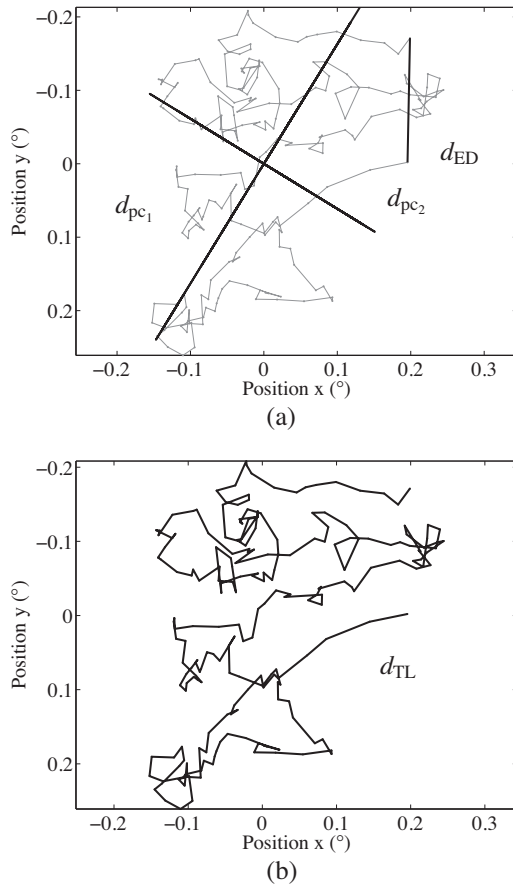 −0.2
−0.1
0
0.1
0.2
Position y (°)
d_pc₁
d_pc₂
d_ED
−0.2 −0.1 0 0.1 0.2 0.3
Position x (°)
(a)
−0.2
−0.1
0
0.1
0.2
Position y (°)
d_TL
−0.2 −0.1 0 0.1 0.2 0.3
Position x (°)
(b)